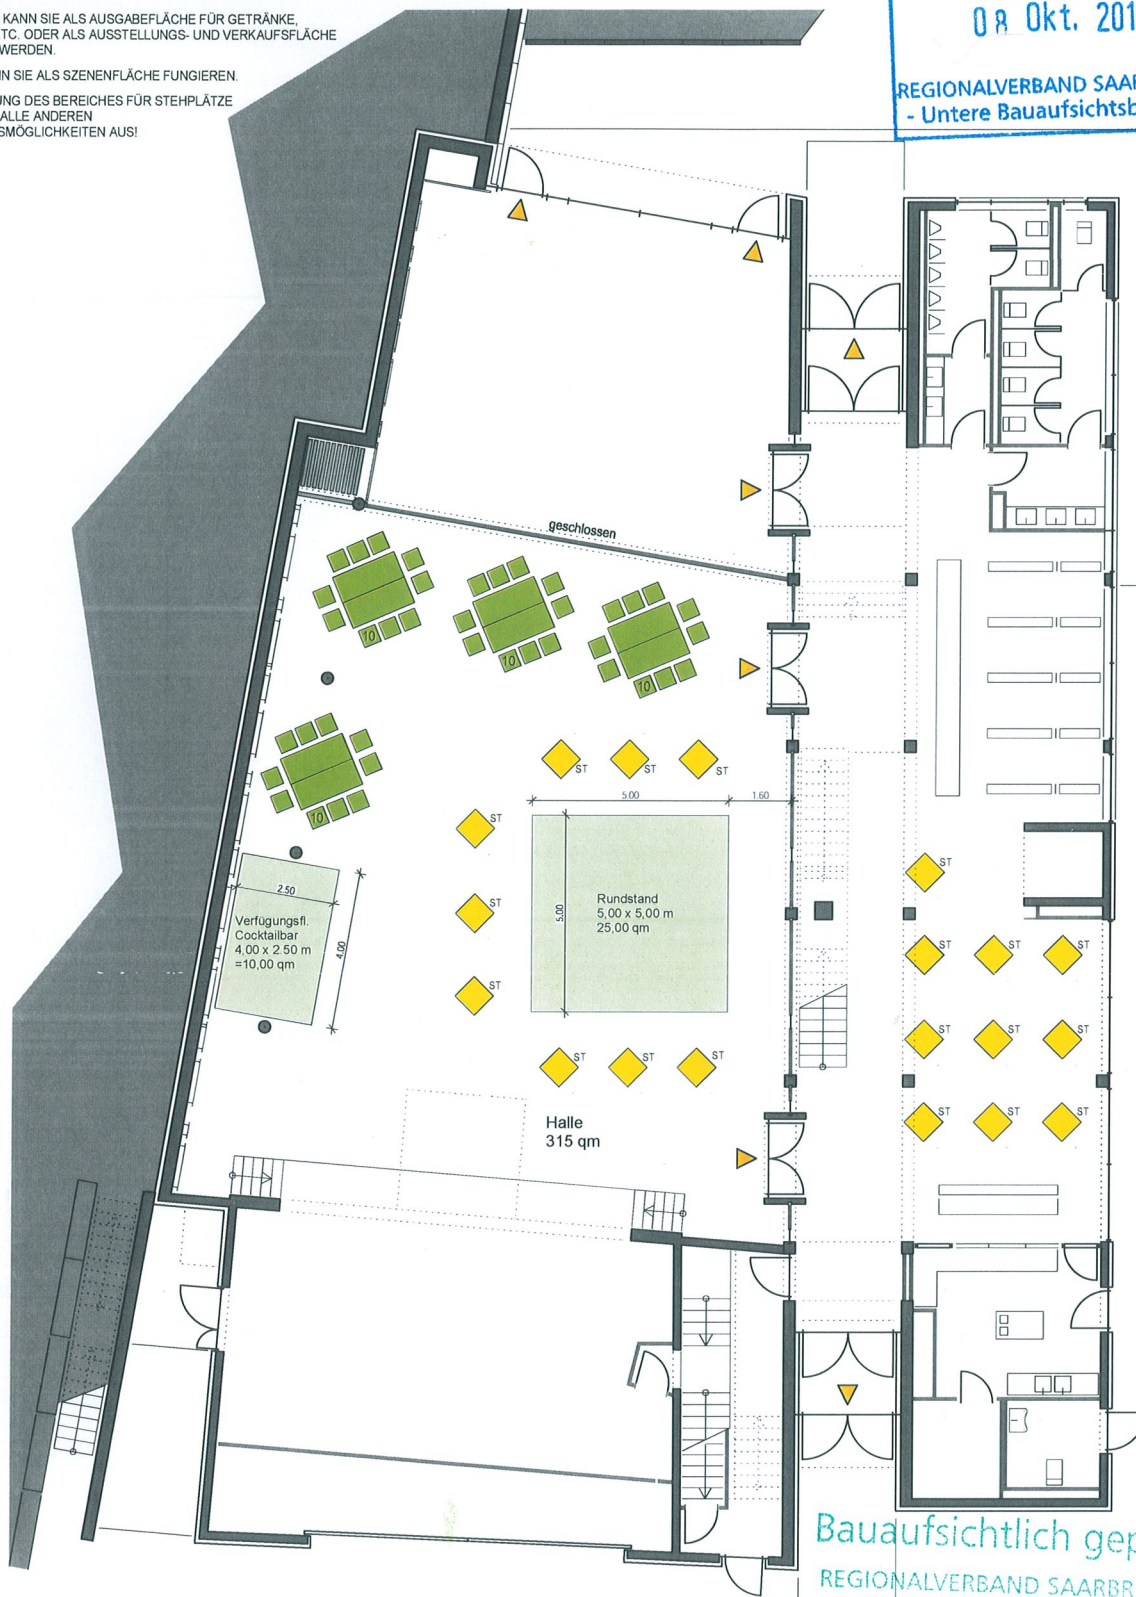 KANN SIE ALS AUSGABEFLÄCHE FÜR GETRÄNKE,
TC. ODER ALS AUSSTELLUNGS- UND VERKAUFSFLÄCHE
WERDEN.
N SIE ALS SZENENFLÄCHE FUNGIEREN.
NG DES BEREICHES FÜR STEHPLÄTZE
ALLE ANDEREN
SMÖGLICHKEITEN AUS!
08 Okt. 201
REGIONALVERBAND SAAR
- Untere Bauaufsichtsb
geschlossen
10
10
10
10
ST
ST
ST
5.00
1.60
ST
ST
ST
5.00
Rundstand
5,00 x 5,00 m
25,00 qm
2.50
4.00
Verfügungsfl.
Cocktailbar
4,00 x 2.50 m
=10,00 qm
ST
ST
ST
ST
ST
ST
ST
ST
ST
ST
ST
ST
ST
Halle
315 qm
Bauaufsichtlich gep
REGIONALVERBAND SAARBR